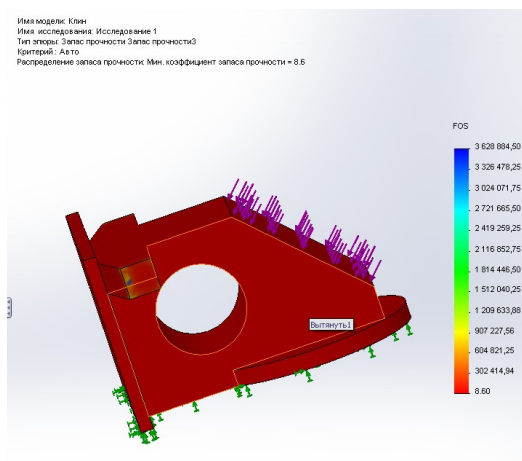 Имя модели: Клин
Имя исследования: Исследование 1
Тип эпюры: Запас прочности Запас прочности3
Критерий : Авто
Распределение запаса прочности: Мин. коэффициент запаса прочности = 8.6
FOS
3 628 884,50
3 326 478,25
3 024 071,75
2 721 665,50
2 419 259,25
2 116 852,75
1 814 446,50
1 512 040,25
1 209 633,88
907 227,56
604 821,25
302 414,94
8.60
Вытянуть1